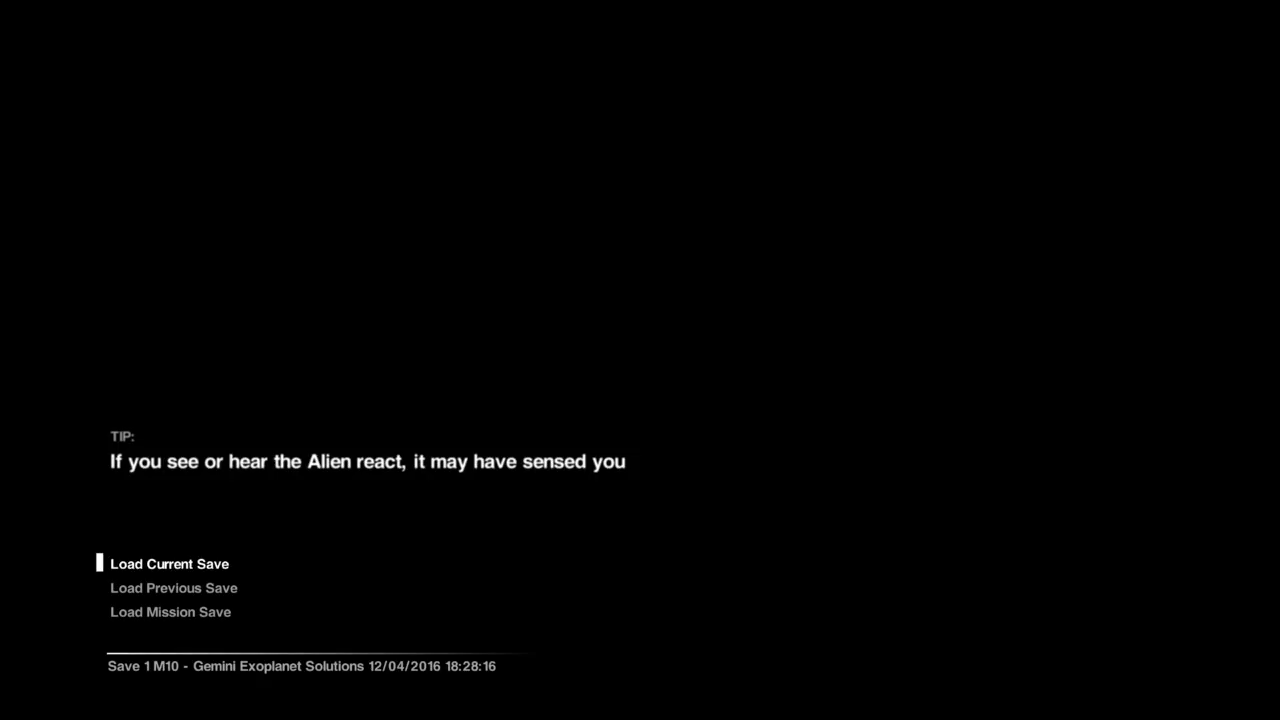 TIP:
If you see or hear the Alien react, it may have sensed you
Load Current Save
Load Previous Save
Load Mission Save
Save 1 M10 - Gemini Exoplanet Solutions 12/04/2016 18:28:16